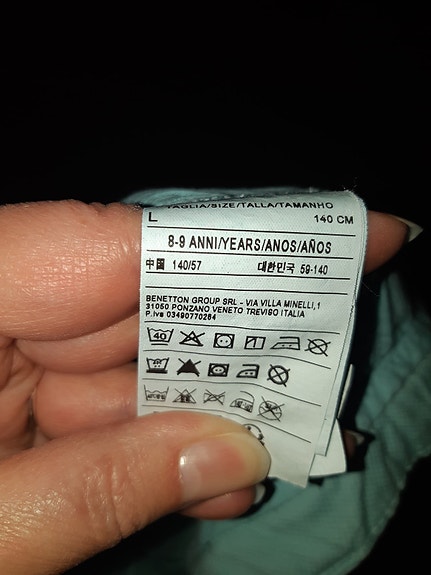 TAGLIA/SIZE/TALLA/TAMANHO
L 140 CM
8-9 ANNI/YEARS/ANOS/AÑOS
中国 140/57 대한민국 59-140
BENETTON GROUP SRL - VIA VILLA MINELLI,1
31050 PONZANO VENETO TREVISO ITALIA
P.iva 03490770264
40